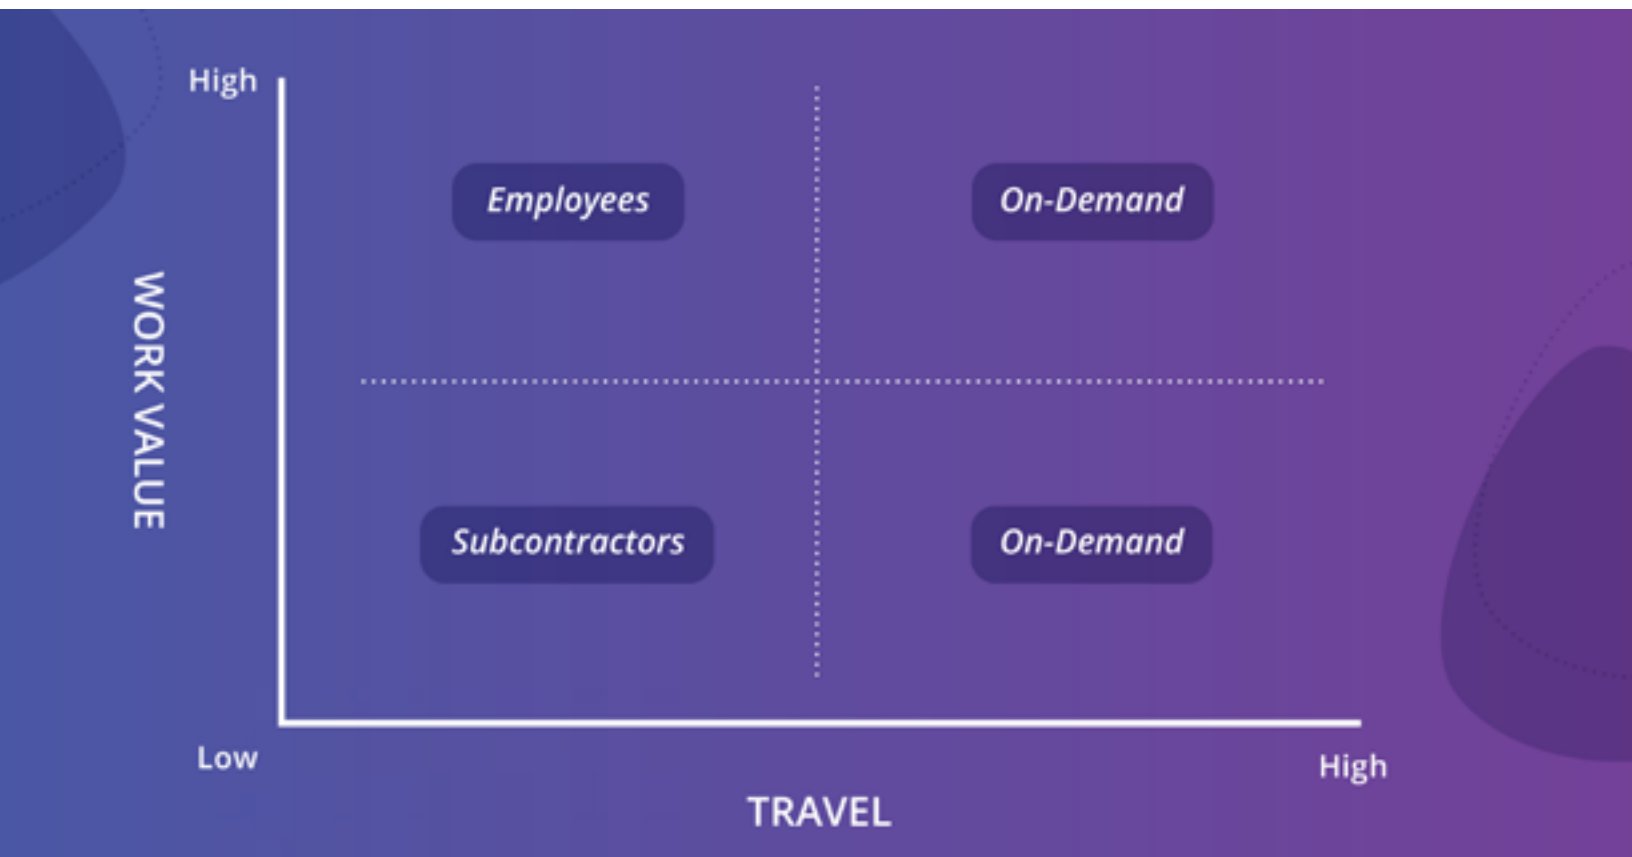 High
Employees
On-Demand
WORK VALUE
Subcontractors
On-Demand
Low
High
TRAVEL